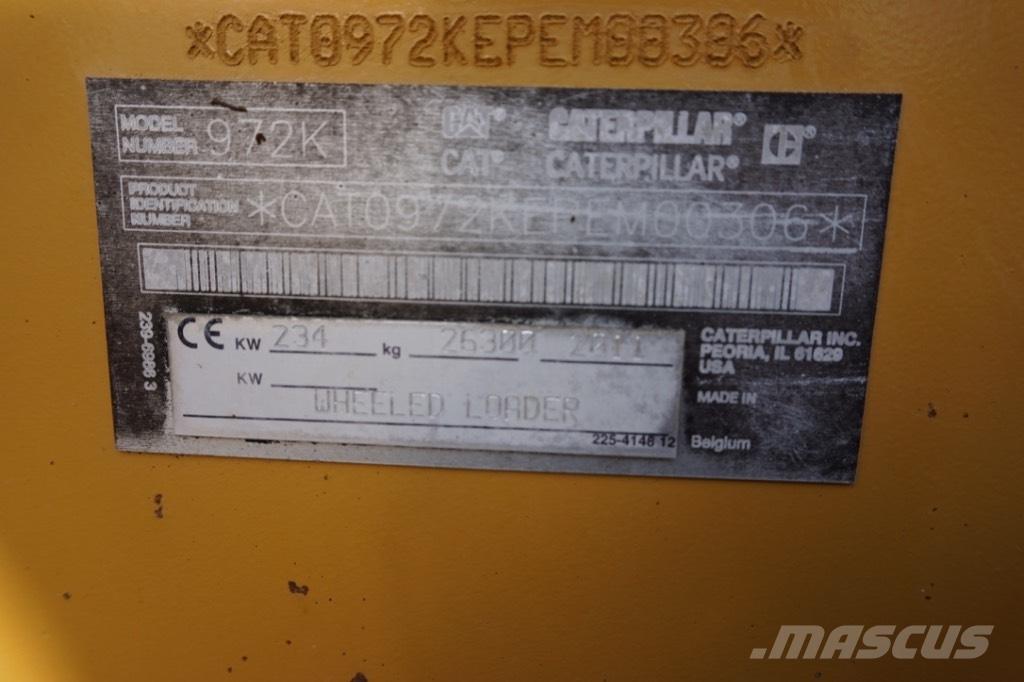 *CAT0972KEPEM00306*
MODEL NUMBER 972K
CAT® CATERPILLAR® ®
CAT® CATERPILLAR®
PRODUCT IDENTIFICATION NUMBER *CAT0972KEPEM00306*
CE KW 234 kg 26300 2011
KW
WHEELED LOADER
225-4148 12
CATERPILLAR INC.
PEORIA, IL 61629
USA
MADE IN
Belgium
MASCUS